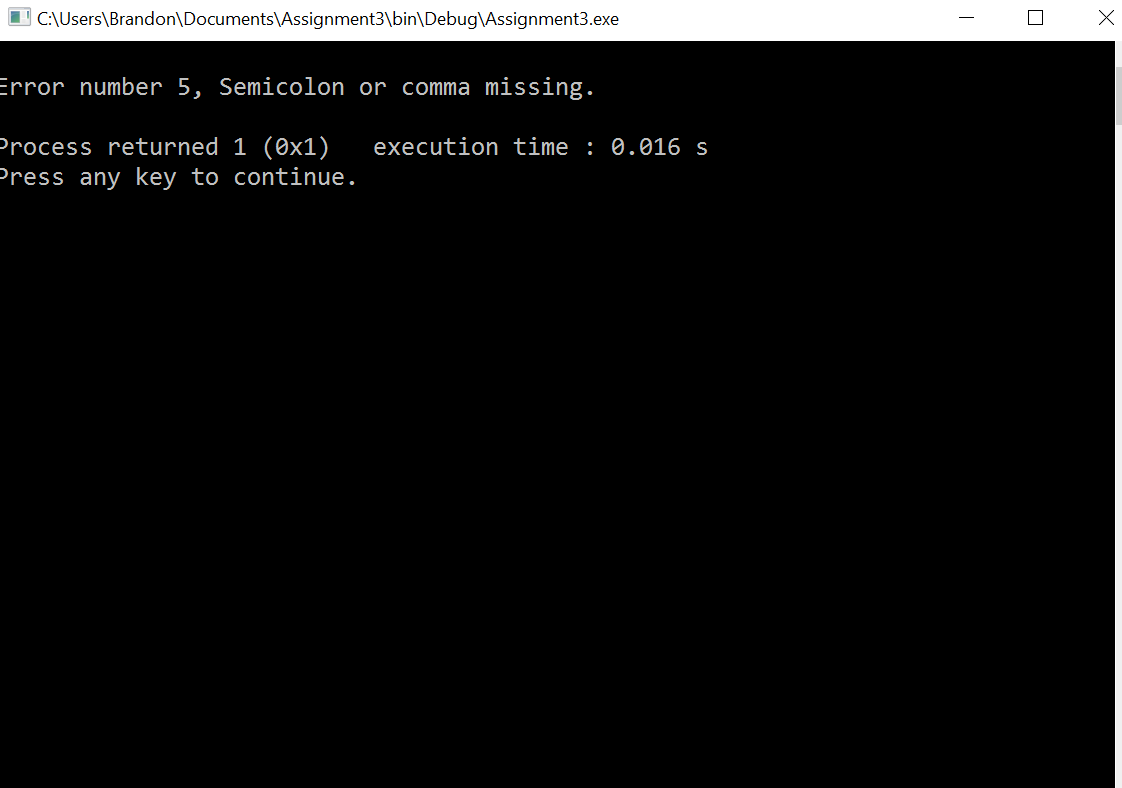 C:\Users\Brandon\Documents\Assignment3\bin\Debug\Assignment3.exe
Error number 5, Semicolon or comma missing.
Process returned 1 (0x1)   execution time : 0.016 s
Press any key to continue.